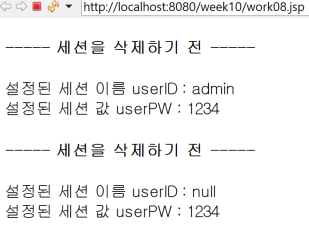 http://localhost:8080/week10/work08.jsp
----- 세션을 삭제하기 전 -----
설정된 세션 이름 userID : admin
설정된 세션 값 userPW : 1234
----- 세션을 삭제하기 전 -----
설정된 세션 이름 userID : null
설정된 세션 값 userPW : 1234